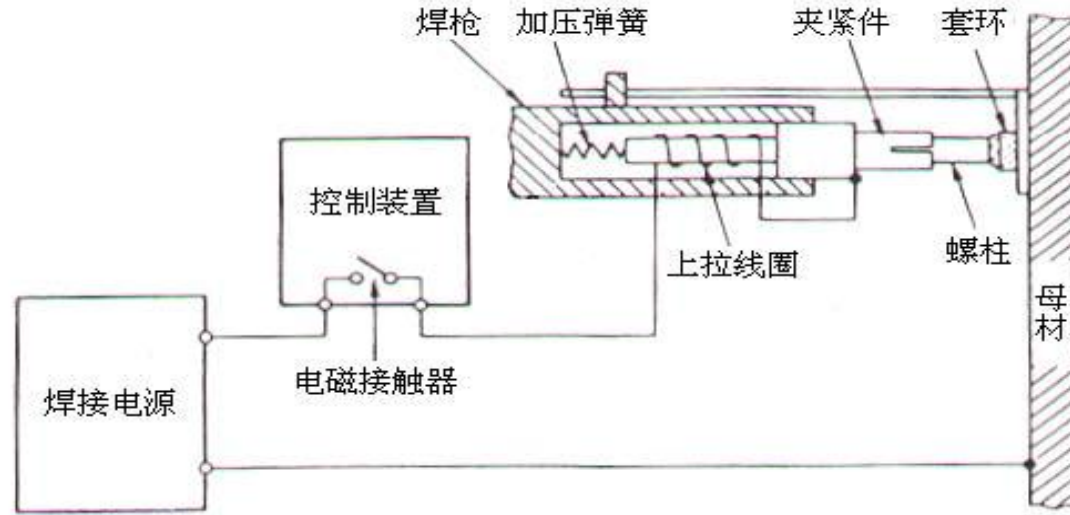 焊枪 加压弹簧 夹紧件 套环
控制装置
上拉线圈
螺柱
母材
电磁接触器
焊接电源